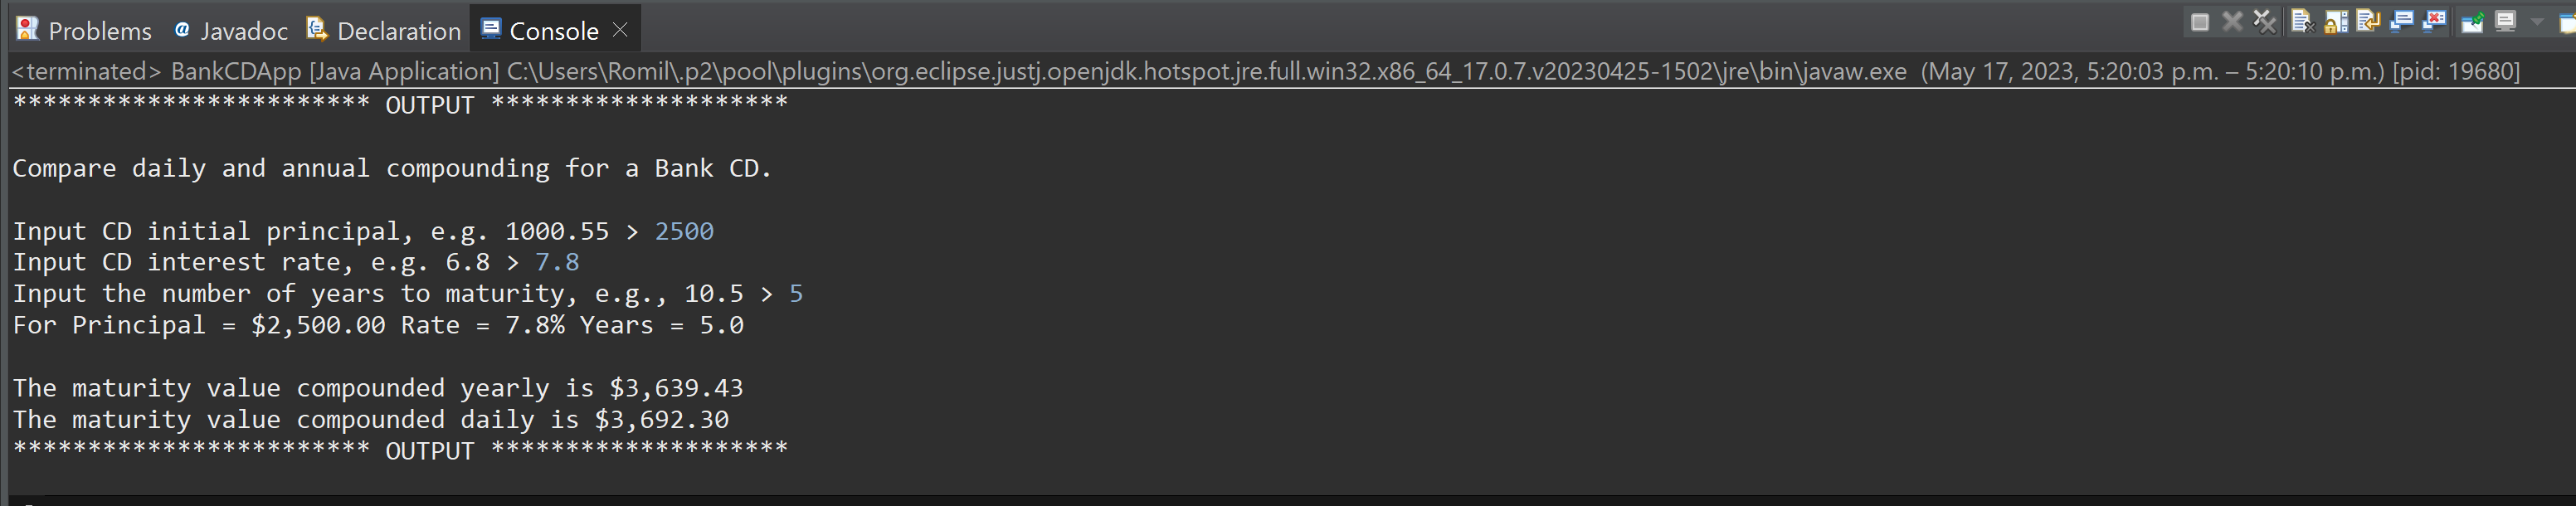 Problems @ Javadoc Declaration Console
<terminated> BankCDApp [Java Application] C:\Users\Romil\.p2\pool\plugins\org.eclipse.justj.openjdk.hotspot.jre.full.win32.x86_64_17.0.7.v20230425-1502\jre\bin\javaw.exe (May 17, 2023, 5:20:03 p.m. – 5:20:10 p.m.) [pid: 19680]
************************ OUTPUT ********************
Compare daily and annual compounding for a Bank CD.
Input CD initial principal, e.g. 1000.55 > 2500
Input CD interest rate, e.g. 6.8 > 7.8
Input the number of years to maturity, e.g., 10.5 > 5
For Principal = $2,500.00 Rate = 7.8% Years = 5.0
The maturity value compounded yearly is $3,639.43
The maturity value compounded daily is $3,692.30
************************ OUTPUT ********************